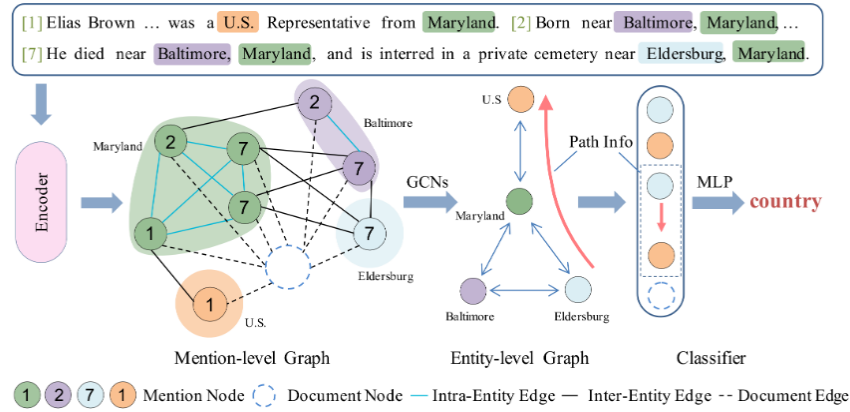 [1] Elias Brown … was a U.S. Representative from Maryland. [2] Born near Baltimore, Maryland, …
[7] He died near Baltimore, Maryland, and is interred in a private cemetery near Eldersburg, Maryland.
Encoder
Maryland
2
7
7
1
2
Baltimore
7
7
Eldersburg
1
U.S.
Mention-level Graph
GCNs
U.S
Maryland
Baltimore
Eldersburg
Entity-level Graph
Path Info
MLP
country
Classifier
1 2 7 1 Mention Node Document Node Intra-Entity Edge Inter-Entity Edge Document Edge